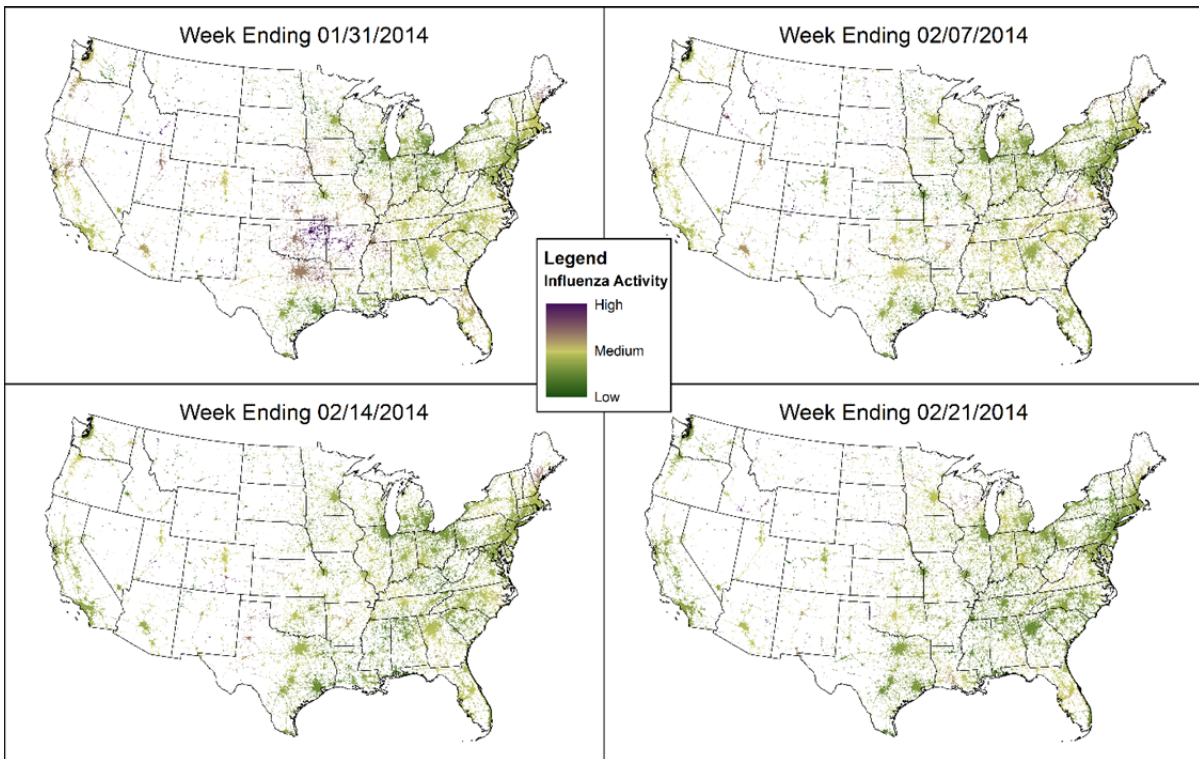 Week Ending 01/31/2014
Week Ending 02/07/2014
Legend
Influenza Activity
High
Medium
Low
Week Ending 02/14/2014
Week Ending 02/21/2014